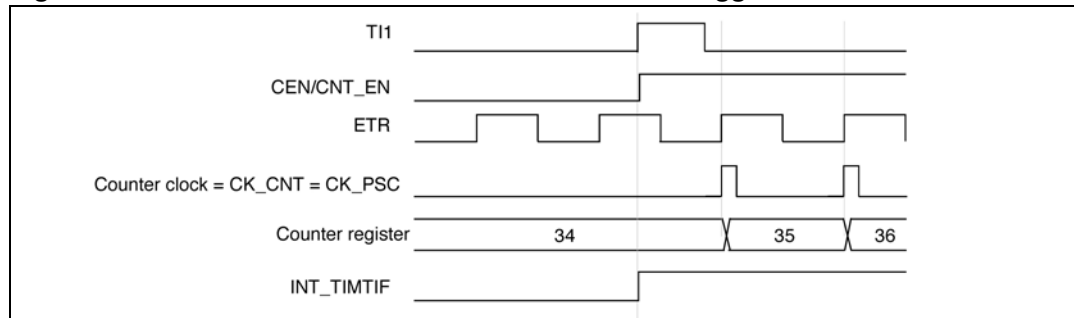 TI1
CEN/CNT_EN
ETR
Counter clock = CK_CNT = CK_PSC
Counter register 34 35 36
INT_TIMTIF